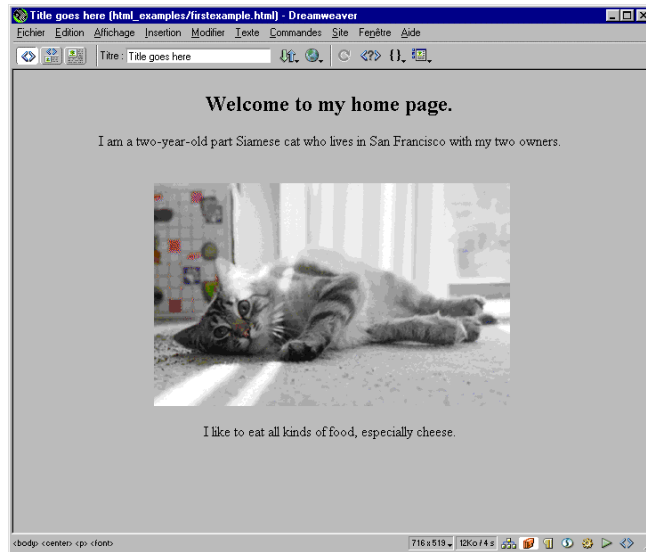 Title goes here (html_examples/firstexample.html) - Dreamweaver
Fichier Edition Affichage Insertion Modifier Texte Commandes Site Fenêtre Aide
Titre : Title goes here
Welcome to my home page.
I am a two-year-old part Siamese cat who lives in San Francisco with my two owners.
I like to eat all kinds of food, especially cheese.
<body> <center> <p> <font> 716 x 519 12Ko / 4 s